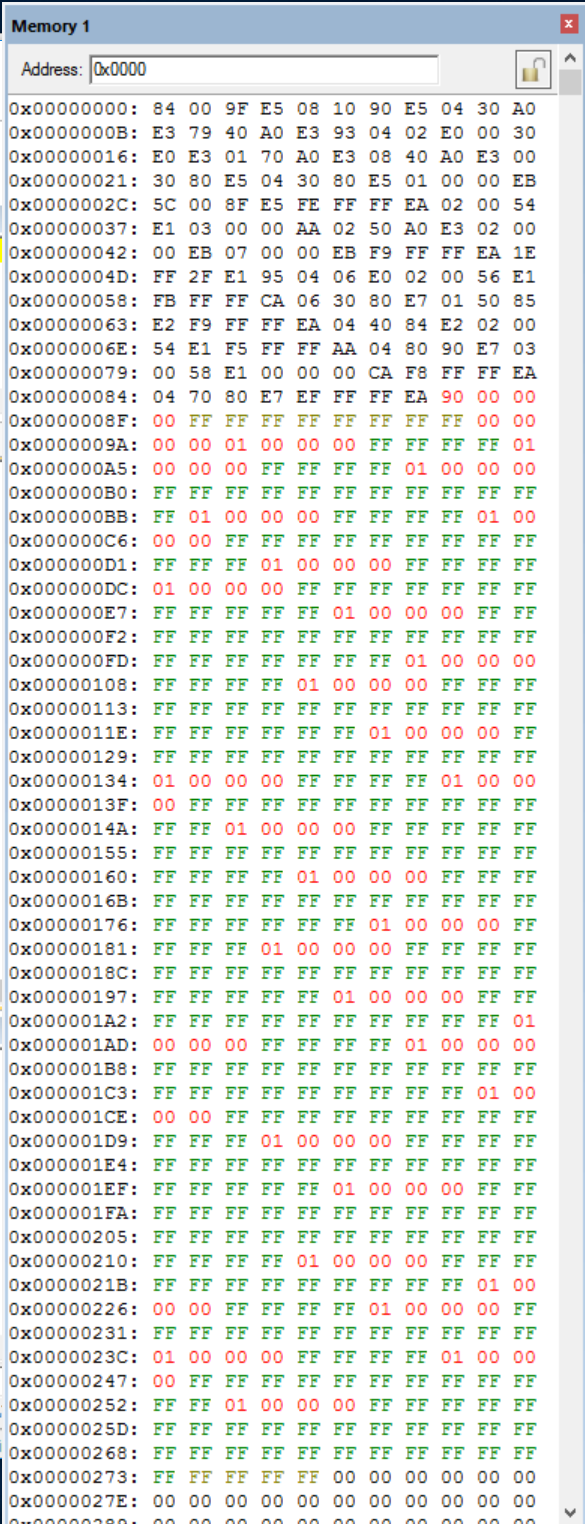 Memory 1
Address: 0x0000
0x00000000: 84 00 9F E5 08 10 90 E5 04 30 A0
0x0000000B: E3 79 40 A0 E3 93 04 02 E0 00 30
0x00000016: E0 E3 01 70 A0 E3 08 40 A0 E3 00
0x00000021: 30 80 E5 04 30 80 E5 01 00 00 EB
0x0000002C: 5C 00 8F E5 FE FF FF EA 02 00 54
0x00000037: E1 03 00 00 AA 02 50 A0 E3 02 00
0x00000042: 00 EB 07 00 00 EB F9 FF FF EA 1E
0x0000004D: FF 2F E1 95 04 06 E0 02 00 56 E1
0x00000058: FB FF FF CA 06 30 80 E7 01 50 85
0x00000063: E2 F9 FF FF EA 04 40 84 E2 02 00
0x0000006E: 54 E1 F5 FF FF AA 04 80 90 E7 03
0x00000079: 00 58 E1 00 00 00 CA F8 FF FF EA
0x00000084: 04 70 80 E7 EF FF FF EA 90 00 00
0x0000008F: 00 FF FF FF FF FF FF FF FF 00 00
0x0000009A: 00 00 01 00 00 00 FF FF FF FF 01
0x000000A5: 00 00 00 FF FF FF FF 01 00 00 00
0x000000B0: FF FF FF FF FF FF FF FF FF FF FF
0x000000BB: FF 01 00 00 00 FF FF FF FF 01 00
0x000000C6: 00 00 FF FF FF FF FF FF FF FF FF
0x000000D1: FF FF FF 01 00 00 00 FF FF FF FF
0x000000DC: 01 00 00 00 FF FF FF FF FF FF FF
0x000000E7: FF FF FF FF FF 01 00 00 00 FF FF
0x000000F2: FF FF FF FF FF FF FF FF FF FF FF
0x000000FD: FF FF FF FF FF FF FF 01 00 00 00
0x00000108: FF FF FF FF 01 00 00 00 FF FF FF
0x00000113: FF FF FF FF FF FF FF FF FF FF FF
0x0000011E: FF FF FF FF FF FF 01 00 00 00 FF
0x00000129: FF FF FF FF FF FF FF FF FF FF FF
0x00000134: 01 00 00 00 FF FF FF FF 01 00 00
0x0000013F: 00 FF FF FF FF FF FF FF FF FF FF
0x0000014A: FF FF 01 00 00 00 FF FF FF FF FF
0x00000155: FF FF FF FF FF FF FF FF FF FF FF
0x00000160: FF FF FF FF 01 00 00 00 FF FF FF
0x0000016B: FF FF FF FF FF FF FF FF FF FF FF
0x00000176: FF FF FF FF FF FF 01 00 00 00 FF
0x00000181: FF FF FF 01 00 00 00 FF FF FF FF
0x0000018C: FF FF FF FF FF FF FF FF FF FF FF
0x00000197: FF FF FF FF FF 01 00 00 00 FF FF
0x000001A2: FF FF FF FF FF FF FF FF FF FF 01
0x000001AD: 00 00 00 FF FF FF FF 01 00 00 00
0x000001B8: FF FF FF FF FF FF FF FF FF FF FF
0x000001C3: FF FF FF FF FF FF FF FF FF 01 00
0x000001CE: 00 00 FF FF FF FF FF FF FF FF FF
0x000001D9: FF FF FF 01 00 00 00 FF FF FF FF
0x000001E4: FF FF FF FF FF FF FF FF FF FF FF
0x000001EF: FF FF FF FF FF 01 00 00 00 FF FF
0x000001FA: FF FF FF FF FF FF FF FF FF FF FF
0x00000205: FF FF FF FF FF FF FF FF FF FF FF
0x00000210: FF FF FF FF 01 00 00 00 FF FF FF
0x0000021B: FF FF FF FF FF FF FF FF FF 01 00
0x00000226: 00 00 FF FF FF FF 01 00 00 00 FF
0x00000231: FF FF FF FF FF FF FF FF FF FF FF
0x0000023C: 01 00 00 00 FF FF FF FF 01 00 00
0x00000247: 00 FF FF FF FF FF FF FF FF FF FF
0x00000252: FF FF 01 00 00 00 FF FF FF FF FF
0x0000025D: FF FF FF FF FF FF FF FF FF FF FF
0x00000268: FF FF FF FF FF FF FF FF FF FF FF
0x00000273: FF FF FF FF FF 00 00 00 00 00 00
0x0000027E: 00 00 00 00 00 00 00 00 00 00 00
0x00000289: 00 00 00 00 00 00 00 00 00 00 00